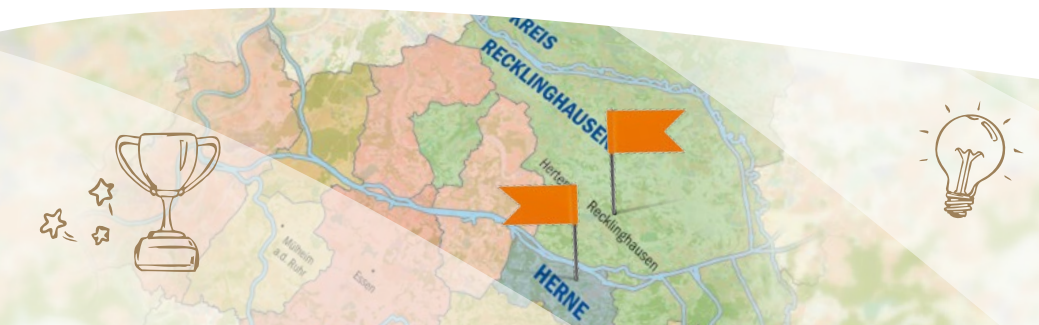 KREIS
RECKLINGHAUSEN
Herten
Recklinghausen
HERNE
Mülheim
a.d. Ruhr
Essen